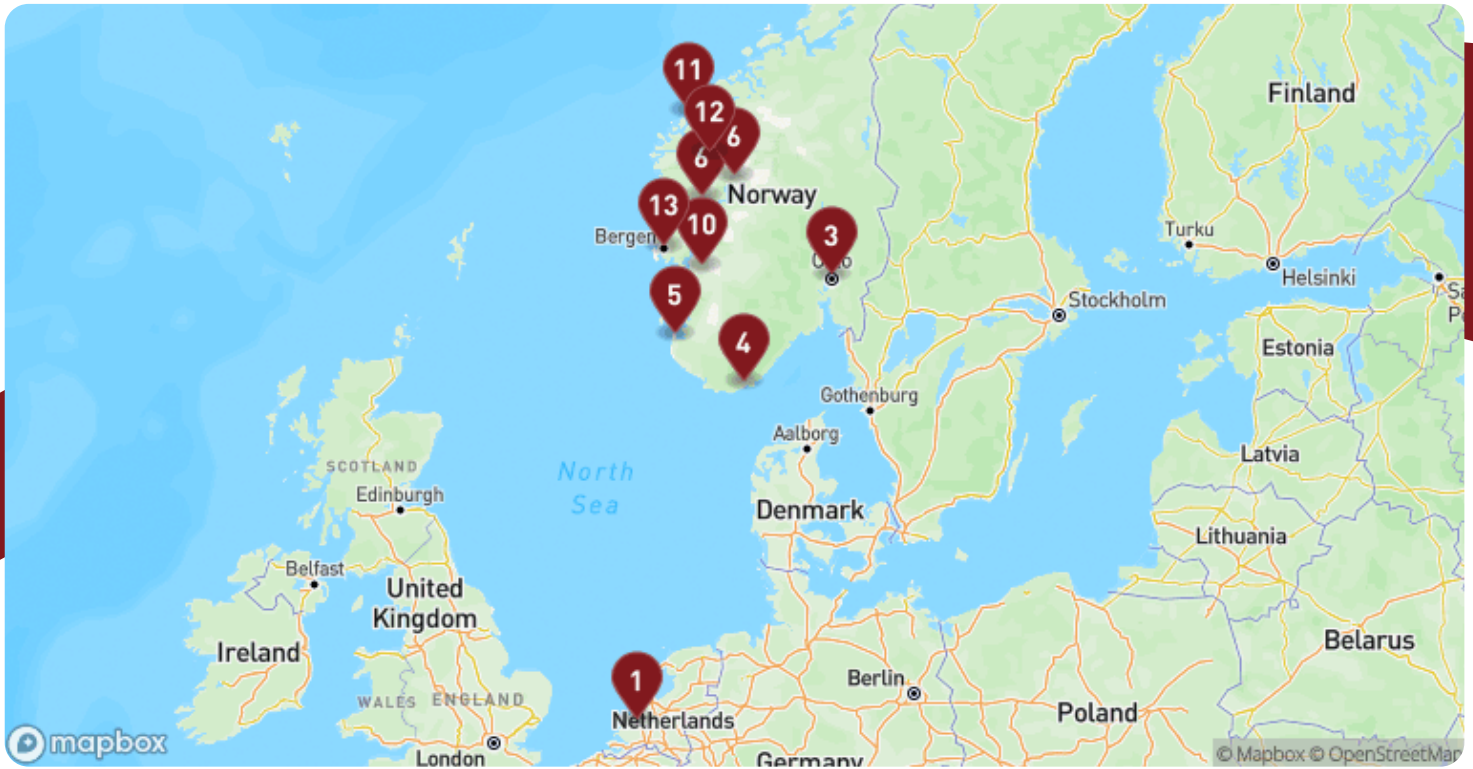 11
12
6
6
Finland
Norway
13
10
3
Bergen
Turku
Helsinki
5
Stockholm
4
Estonia
Gothenburg
Aalborg
Latvia
SCOTLAND
North
Sea
Edinburgh
Denmark
Lithuania
Belfast
United
Kingdom
Ireland
Belarus
1
Berlin
WALES
ENGLAND
Netherlands
Poland
mapbox
London
Germany
© Mapbox © OpenStreetMap